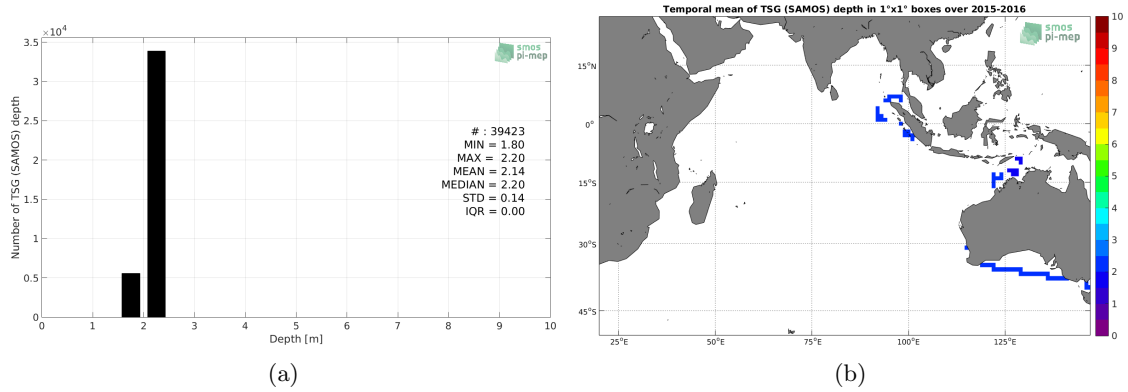 ×10⁴
3.5
3
2.5
2
1.5
1
0.5
0
0 1 2 3 4 5 6 7 8 9 10
Number of TSG (SAMOS) depth
Depth [m]
smos
pi-mep
# : 39423
MIN = 1.80
MAX = 2.20
MEAN = 2.14
MEDIAN = 2.20
STD = 0.14
IQR = 0.00
(a)
Temporal mean of TSG (SAMOS) depth in 1°x1° boxes over 2015-2016
smos
pi-mep
15°N
0°
15°S
30°S
45°S
25°E 50°E 75°E 100°E 125°E
10
9
8
7
6
5
4
3
2
1
0
(b)